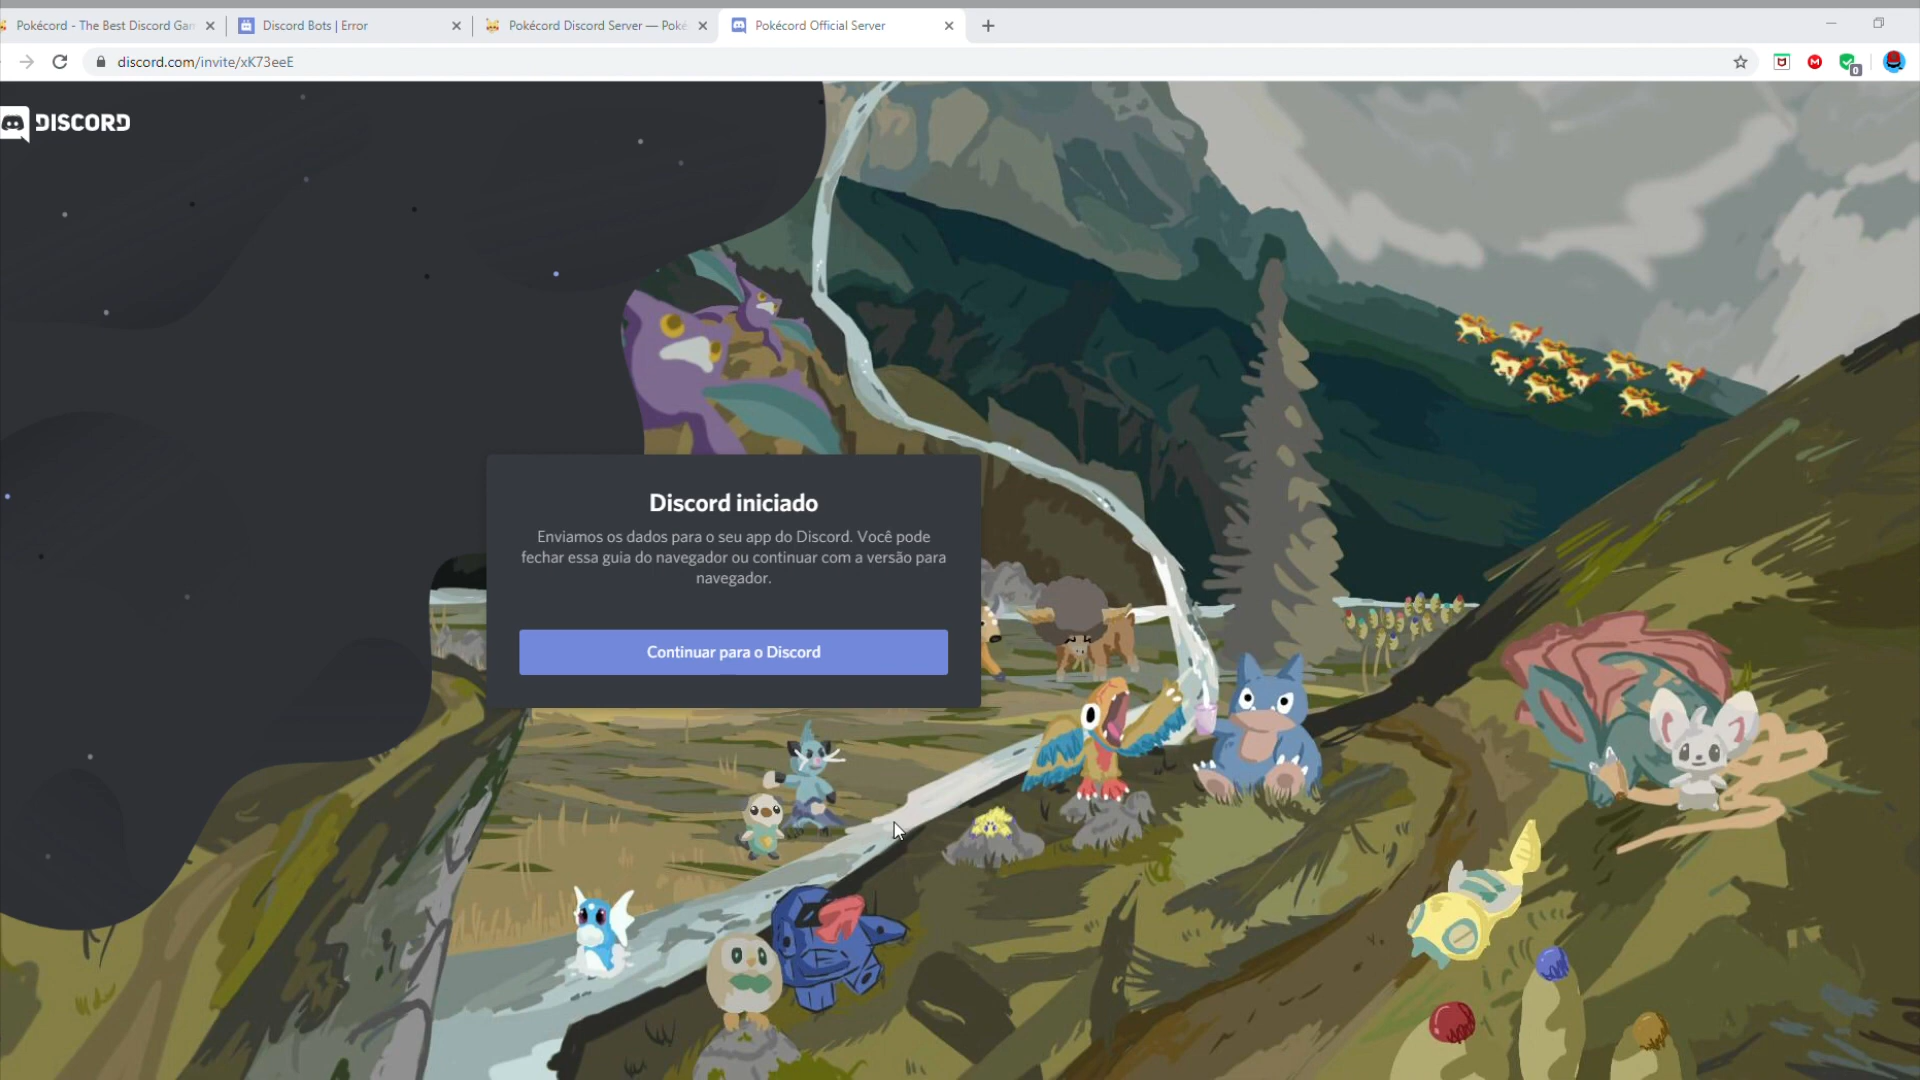 Pokécord - The Best Discord Gam
Discord Bots | Error
Pokécord Discord Server — Poké
Pokécord Official Server
discord.com/invite/xK73eeE
0
DISCORD
Discord iniciado
Enviamos os dados para o seu app do Discord. Você pode
fechar essa guia do navegador ou continuar com a versão para
navegador.
Continuar para o Discord